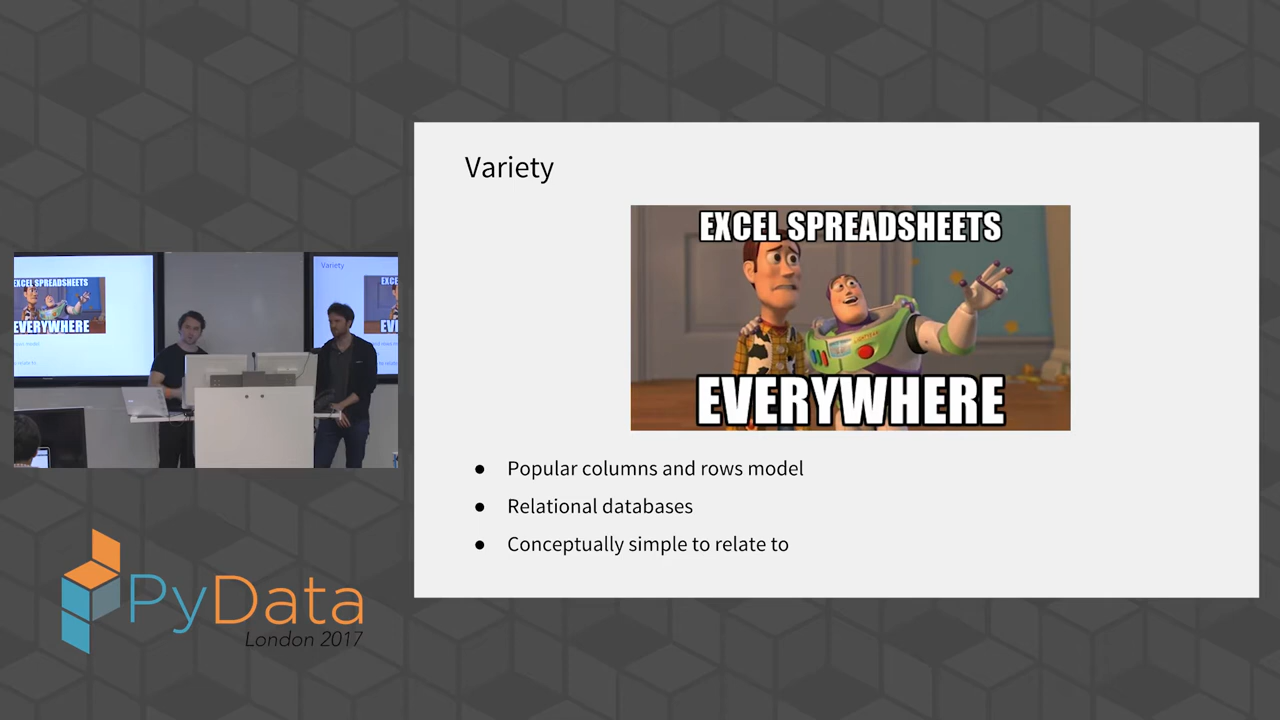 Variety
EXCEL SPREADSHEETS
EVERYWHERE
● Popular columns and rows model
● Relational databases
● Conceptually simple to relate to
EXCEL SPREADSHEETS
EVERYWHERE
Variety
PyData
London 2017